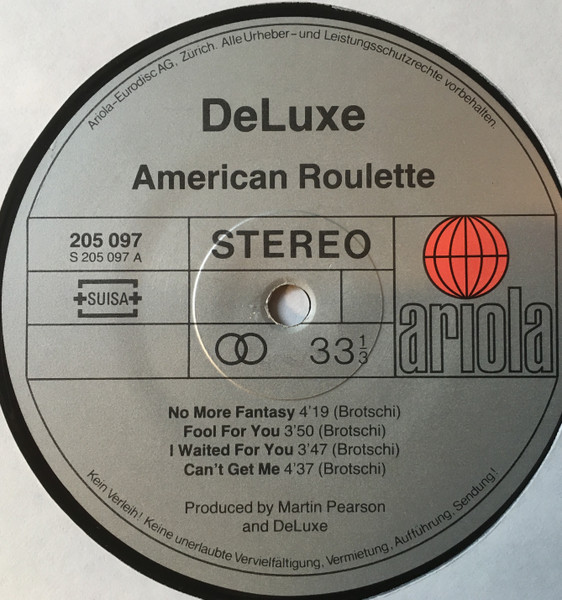 Ariola-Eurodisc AG, Zürich. Alle Urheber- und Leistungsschutzrechte vorbehalten.
DeLuxe
American Roulette
205 097
S 205 097 A
STEREO
SUISA
33 1/3
ariola
No More Fantasy 4'19 (Brotschi)
Fool For You 3'50 (Brotschi)
I Waited For You 3'47 (Brotschi)
Can't Get Me 4'37 (Brotschi)
Produced by Martin Pearson
and DeLuxe
Kein Verleih! Keine unerlaubte Vervielfältigung, Vermietung, Aufführung, Sendung!